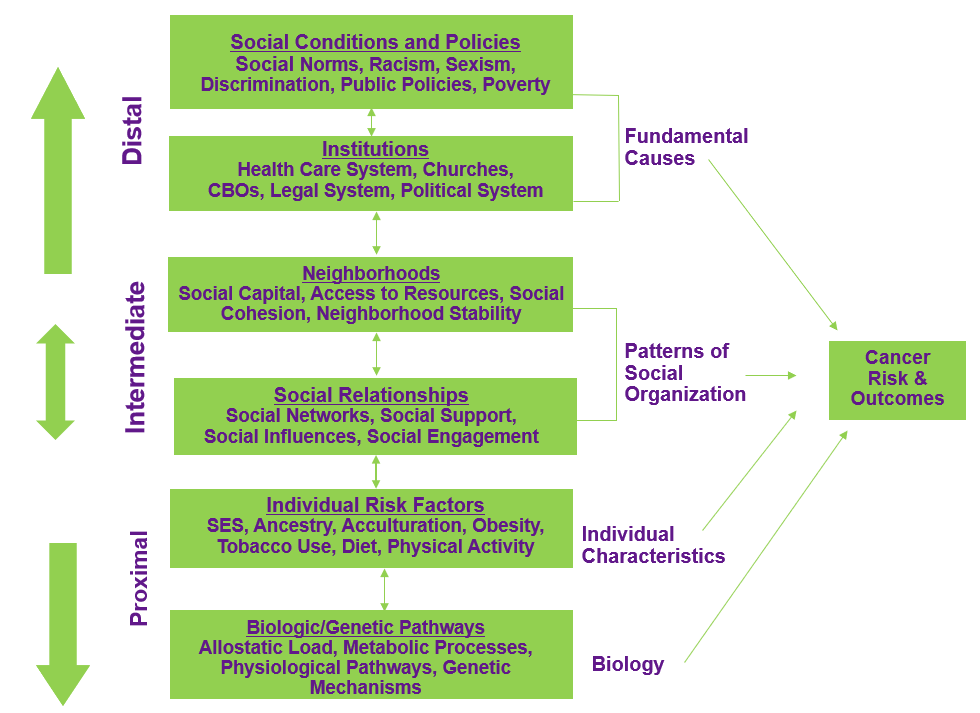 Distal
Social Conditions and Policies
Social Norms, Racism, Sexism,
Discrimination, Public Policies, Poverty
Institutions
Health Care System, Churches,
CBOs, Legal System, Political System
Fundamental
Causes
Intermediate
Neighborhoods
Social Capital, Access to Resources, Social
Cohesion, Neighborhood Stability
Social Relationships
Social Networks, Social Support,
Social Influences, Social Engagement
Patterns of
Social
Organization
Cancer
Risk &
Outcomes
Proximal
Individual Risk Factors
SES, Ancestry, Acculturation, Obesity,
Tobacco Use, Diet, Physical Activity
Individual
Characteristics
Biologic/Genetic Pathways
Allostatic Load, Metabolic Processes,
Physiological Pathways, Genetic
Mechanisms
Biology